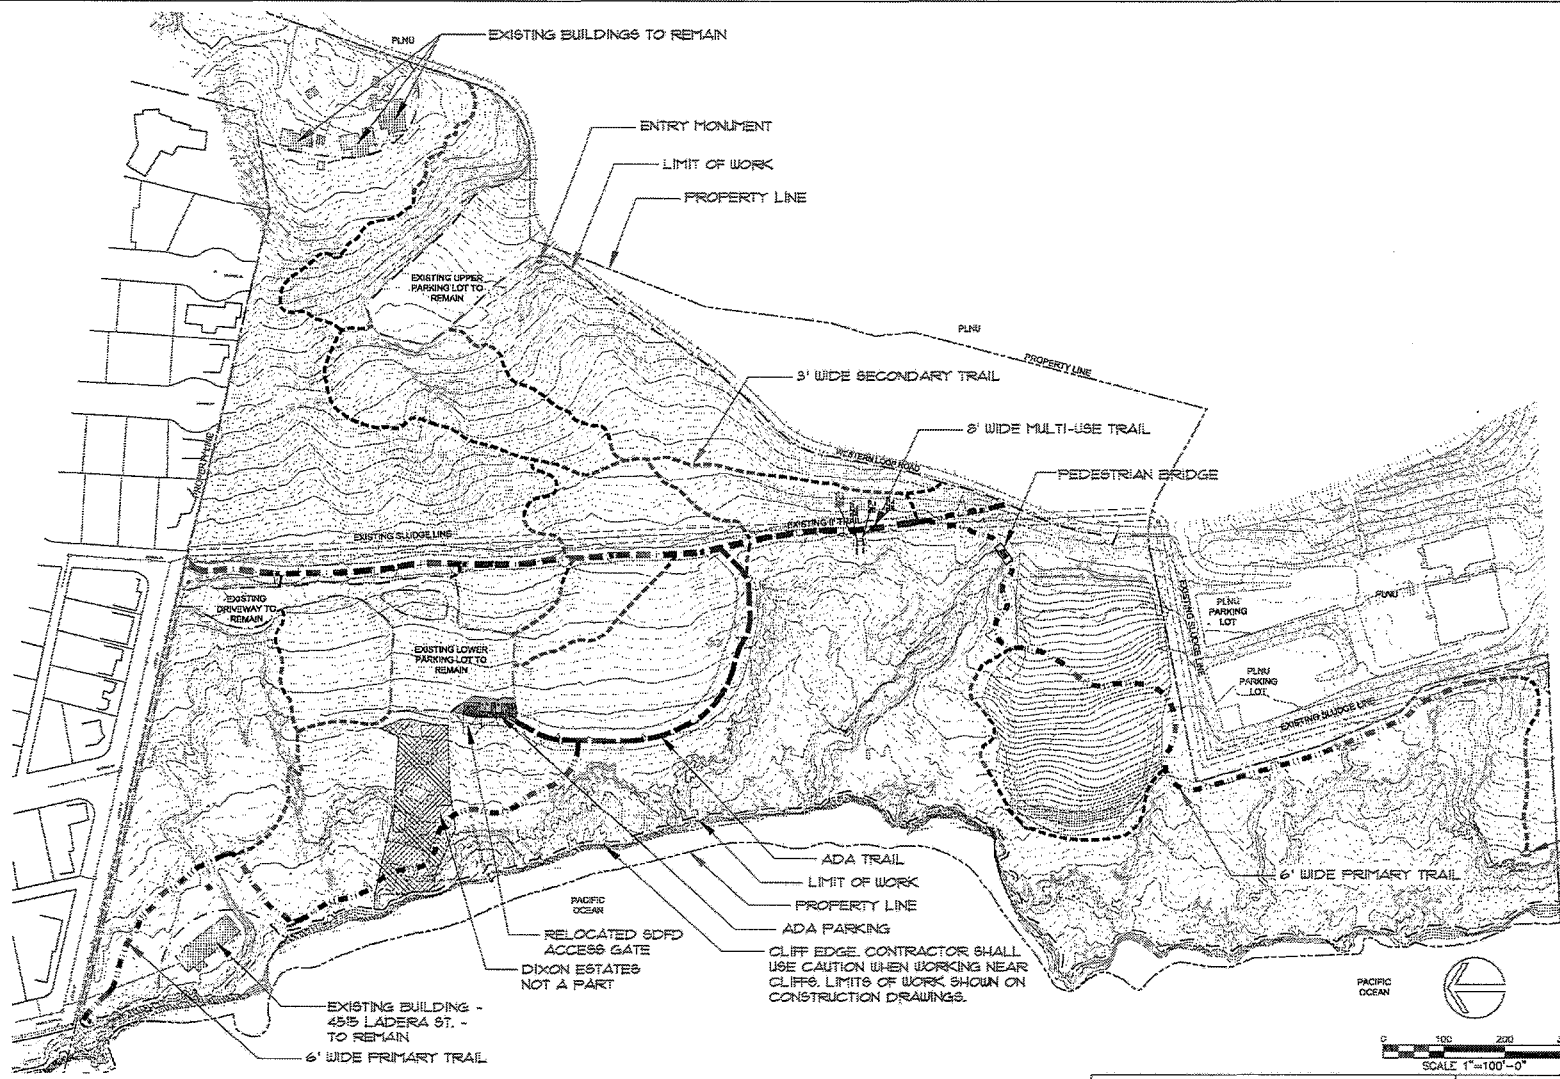 PLNU
EXISTING BUILDINGS TO REMAIN
ENTRY MONUMENT
LIMIT OF WORK
PROPERTY LINE
EXISTING UPPER
PARKING LOT TO
REMAIN
PLNU
PROPERTY LINE
3' WIDE SECONDARY TRAIL
8' WIDE MULTI-USE TRAIL
WESTERN LOOP ROAD
PEDESTRIAN BRIDGE
EXISTING SLUDGE LINE
EXISTING 8' TRAIL
EXISTING
DRIVEWAY TO
REMAIN
EXISTING LOWER
PARKING LOT TO
REMAIN
EXISTING SLUDGE LINE
PLNU
PARKING
LOT
PLNU
PLNU
PARKING
LOT
EXISTING SLUDGE LINE
ADA TRAIL
LIMIT OF WORK
PROPERTY LINE
ADA PARKING
CLIFF EDGE. CONTRACTOR SHALL
USE CAUTION WHEN WORKING NEAR
CLIFFS. LIMITS OF WORK SHOWN ON
CONSTRUCTION DRAWINGS.
6' WIDE PRIMARY TRAIL
PACIFIC
OCEAN
RELOCATED SDFD
ACCESS GATE
DIXON ESTATES
NOT A PART
EXISTING BUILDING -
4515 LADERA ST. -
TO REMAIN
6' WIDE PRIMARY TRAIL
PACIFIC
OCEAN
0 100 200
SCALE 1"=100'-0"